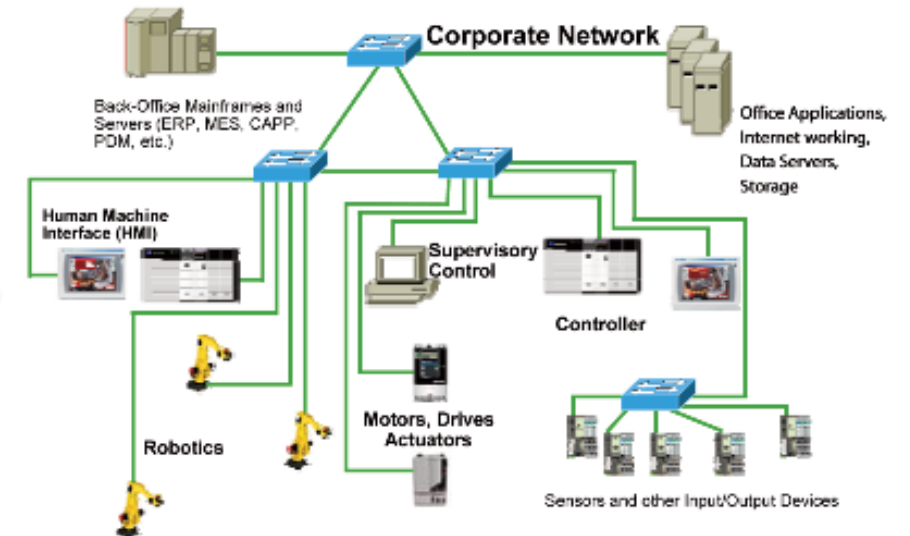 Corporate Network
Back-Office Mainframes and
Servers (ERP, MES, CAPP,
PDM, etc.)
Office Applications,
Internet working,
Data Servers,
Storage
Human Machine
Interface (HMI)
Supervisory
Control
Controller
Motors, Drives
Actuators
Robotics
Sensors and other Input/Output Devices